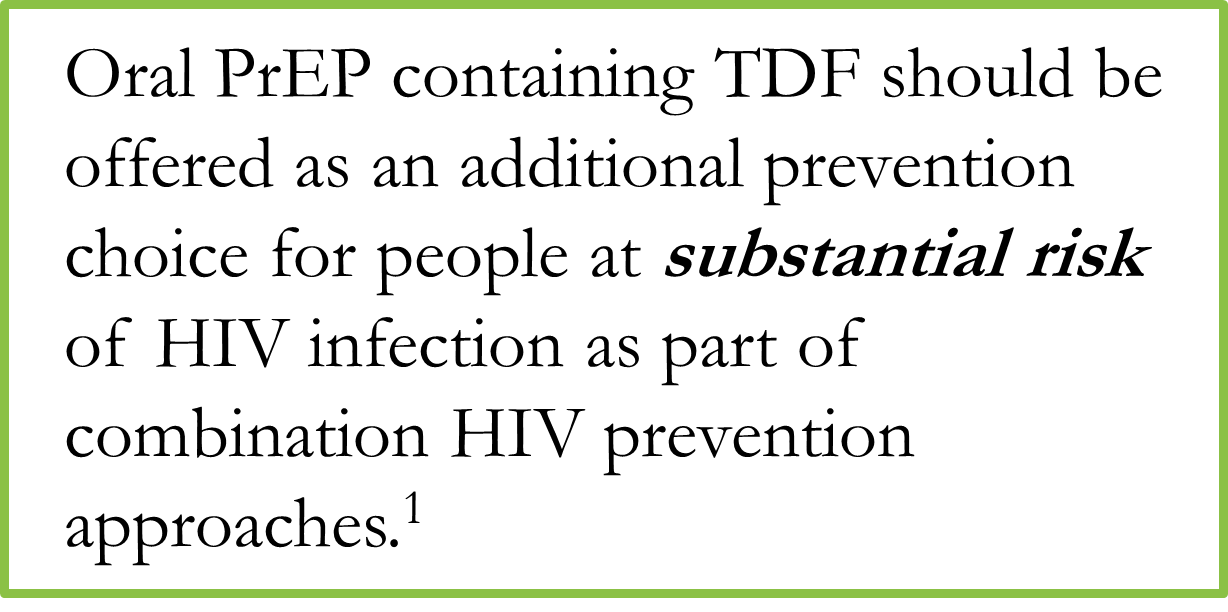 Oral PrEP containing TDF should be
offered as an additional prevention
choice for people at substantial risk
of HIV infection as part of
combination HIV prevention
approaches.¹